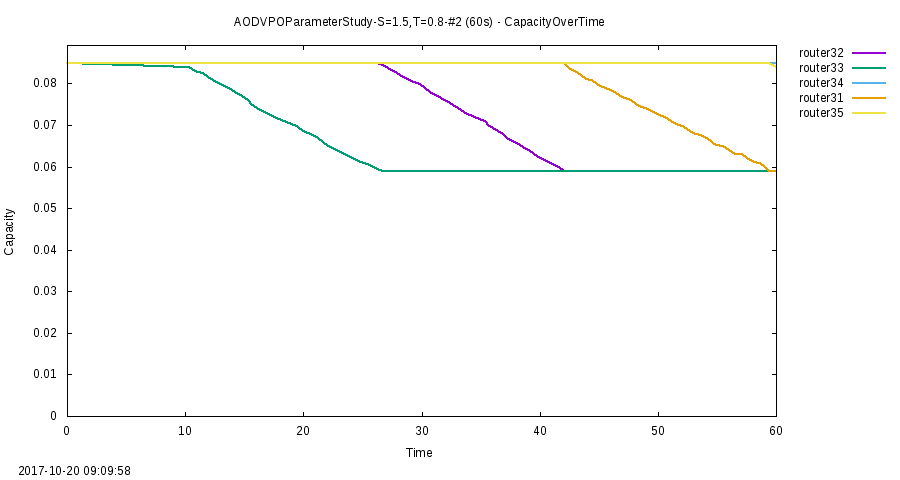 AODVPOParameterStudy-S=1.5,T=0.8-#2 (60s) - CapacityOverTime
router32
router33
router34
router31
router35
0.08
0.07
0.06
0.05
0.04
0.03
0.02
0.01
0
Capacity
0 10 20 30 40 50 60
Time
2017-10-20 09:09:58